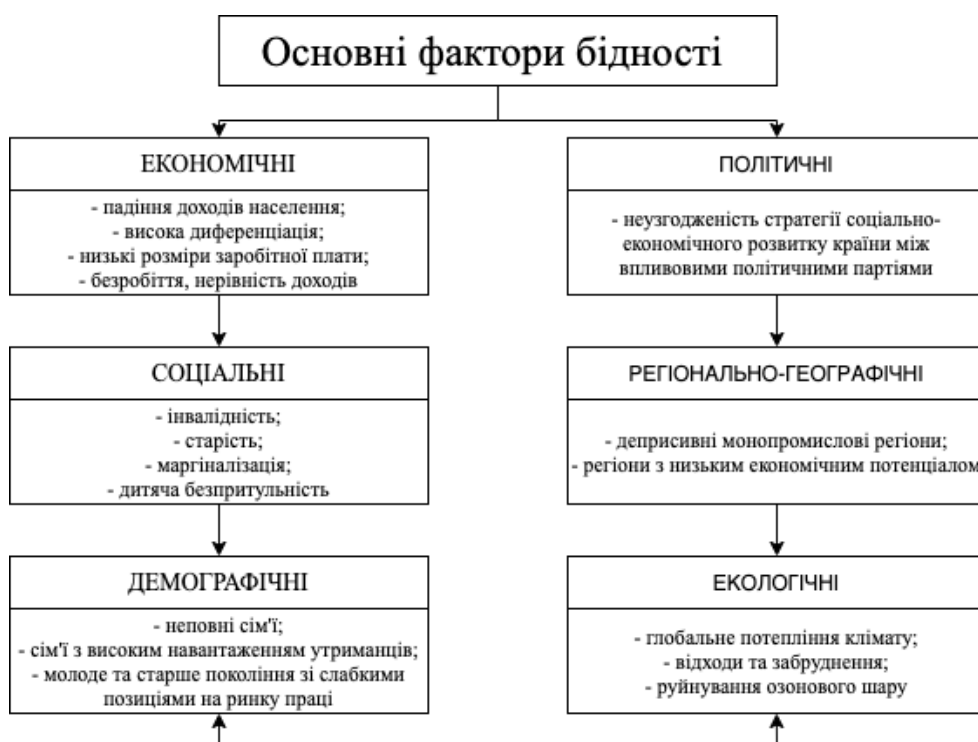 Основні фактори бідності
ЕКОНОМІЧНІ
- падіння доходів населення;
- висока диференціація;
- низькі розміри заробітної плати;
- безробіття, нерівність доходів
ПОЛІТИЧНІ
- неузгодженість стратегії соціально-
економічного розвитку країни між
впливовими політичними партіями
СОЦІАЛЬНІ
- інвалідність;
- старість;
- маргіналізація;
- дитяча безпритульність
РЕГІОНАЛЬНО-ГЕОГРАФІЧНІ
- деприсивні монопромислові регіони;
- регіони з низьким економічним потенціалом
ДЕМОГРАФІЧНІ
- неповні сім'ї;
- сім'ї з високим навантаженням утриманців;
- молоде та старше покоління зі слабкими
позиціями на ринку праці
ЕКОЛОГІЧНІ
- глобальне потепління клімату;
- відходи та забруднення;
- руйнування озонового шару